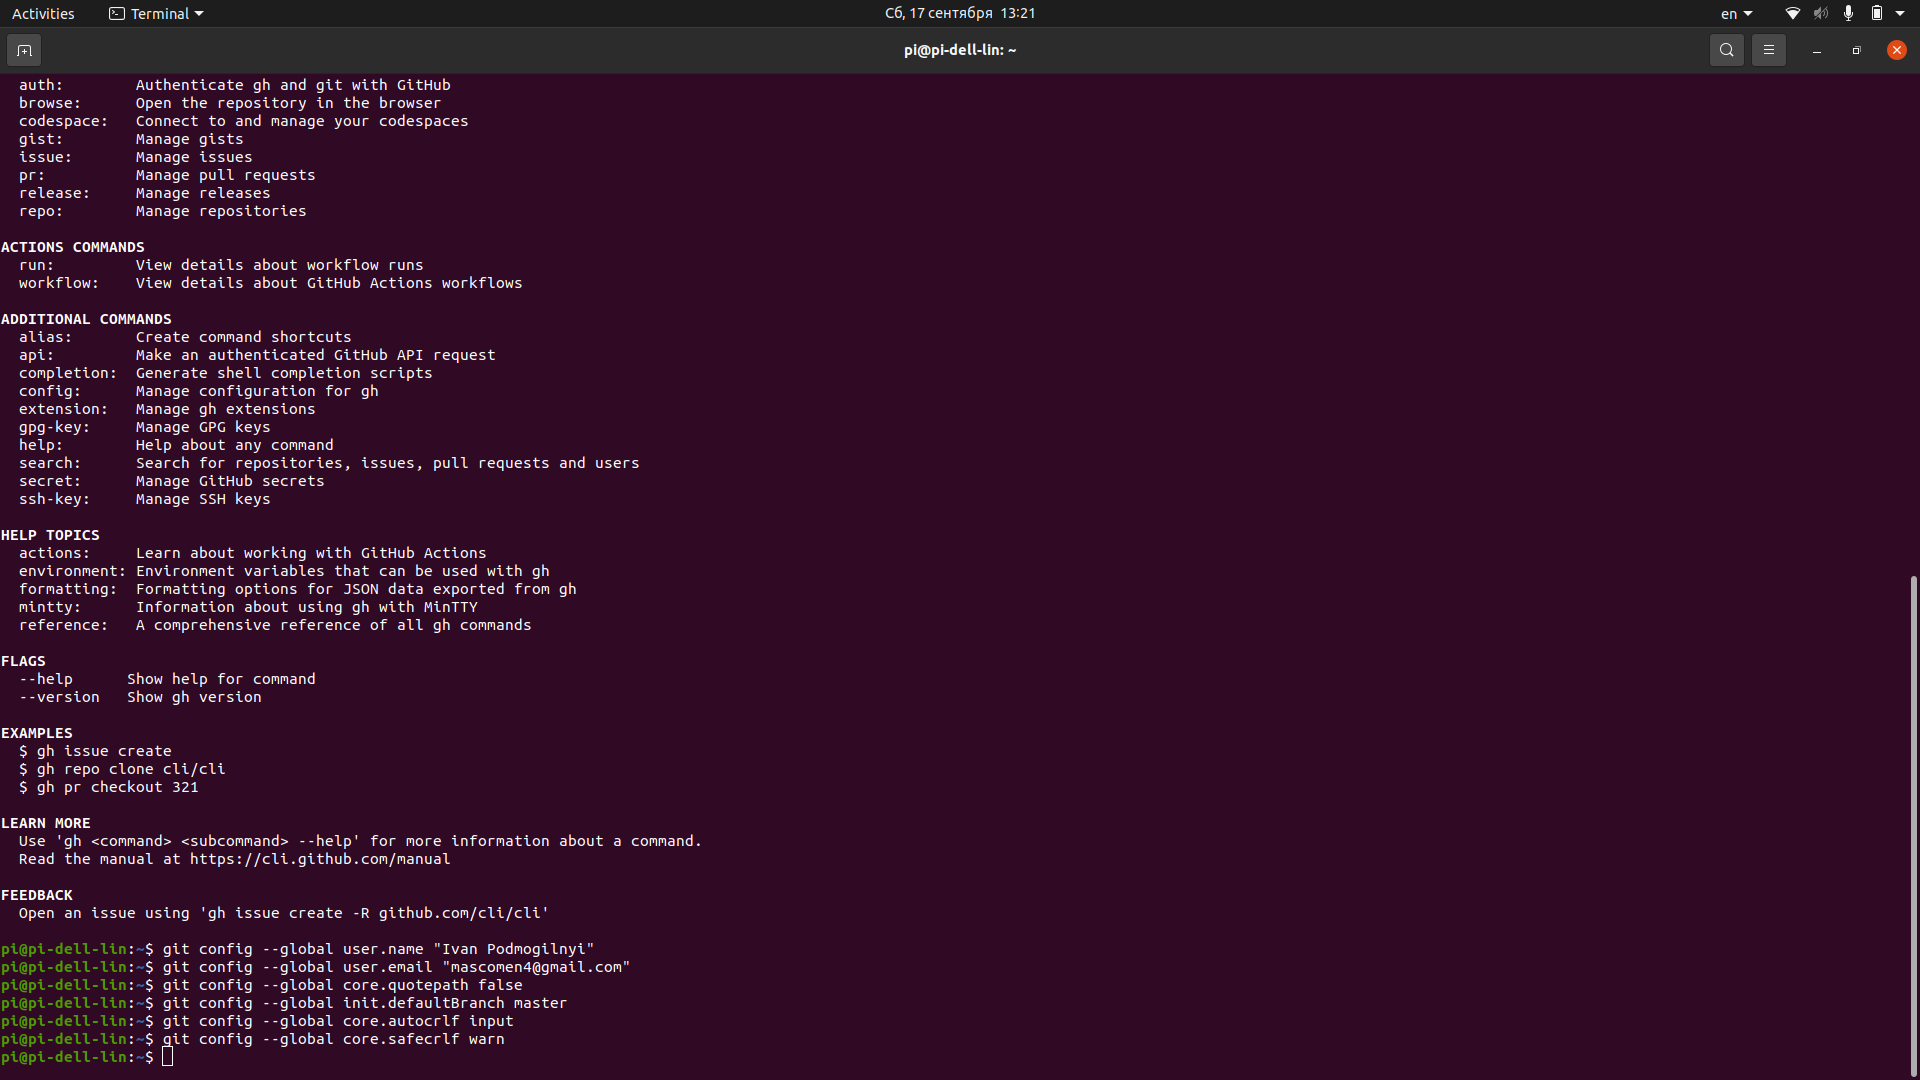 Activities Terminal Сб, 17 сентября 13:21 en
pi@pi-dell-lin: ~
auth: Authenticate gh and git with GitHub
browse: Open the repository in the browser
codespace: Connect to and manage your codespaces
gist: Manage gists
issue: Manage issues
pr: Manage pull requests
release: Manage releases
repo: Manage repositories
ACTIONS COMMANDS
run: View details about workflow runs
workflow: View details about GitHub Actions workflows
ADDITIONAL COMMANDS
alias: Create command shortcuts
api: Make an authenticated GitHub API request
completion: Generate shell completion scripts
config: Manage configuration for gh
extension: Manage gh extensions
gpg-key: Manage GPG keys
help: Help about any command
search: Search for repositories, issues, pull requests and users
secret: Manage GitHub secrets
ssh-key: Manage SSH keys
HELP TOPICS
actions: Learn about working with GitHub Actions
environment: Environment variables that can be used with gh
formatting: Formatting options for JSON data exported from gh
mintty: Information about using gh with MinTTY
reference: A comprehensive reference of all gh commands
FLAGS
--help Show help for command
--version Show gh version
EXAMPLES
$ gh issue create
$ gh repo clone cli/cli
$ gh pr checkout 321
LEARN MORE
Use 'gh <command> <subcommand> --help' for more information about a command.
Read the manual at https://cli.github.com/manual
FEEDBACK
Open an issue using 'gh issue create -R github.com/cli/cli'
pi@pi-dell-lin:~$ git config --global user.name "Ivan Podmogilnyi"
pi@pi-dell-lin:~$ git config --global user.email "mascomen4@gmail.com"
pi@pi-dell-lin:~$ git config --global core.quotepath false
pi@pi-dell-lin:~$ git config --global init.defaultBranch master
pi@pi-dell-lin:~$ git config --global core.autocrlf input
pi@pi-dell-lin:~$ git config --global core.safecrlf warn
pi@pi-dell-lin:~$